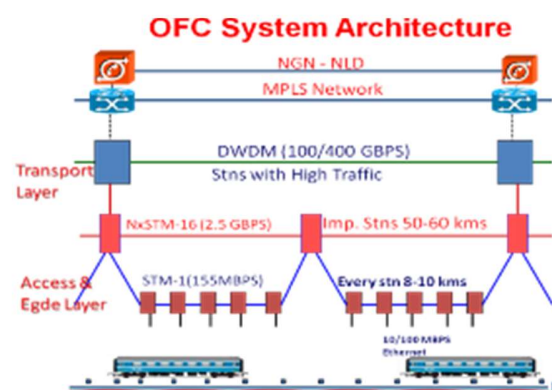 OFC System Architecture
NGN - NLD
MPLS Network
DWDM (100/400 GBPS)
Stns with High Traffic
Transport
Layer
NxSTM-16 (2.5 GBPS)
Imp. Stns 50-60 kms
Access &
Egde Layer
STM-1(155MBPS)
Every stn 8-10 kms
10/100 MBPS
Ethernet